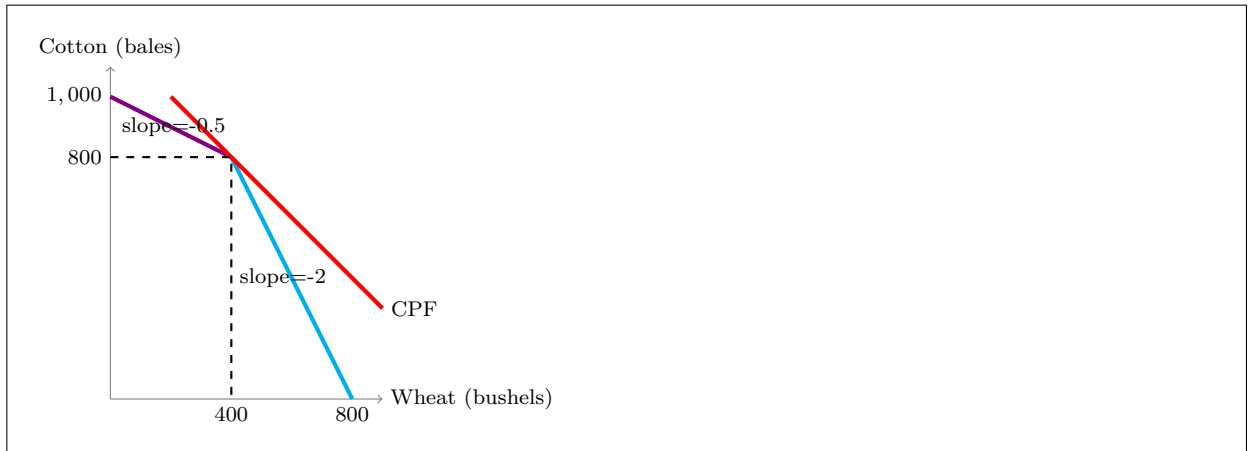 Cotton (bales)
1,000
slope=-0.5
800
slope=-2
CPF
Wheat (bushels)
400 800